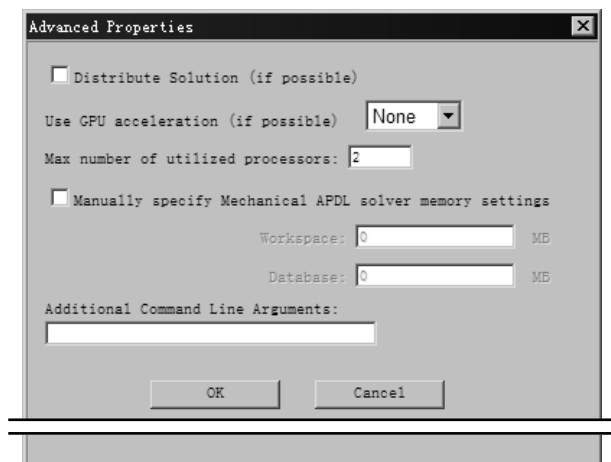 Advanced Properties
Distribute Solution (if possible)
Use GPU acceleration (if possible) None
Max number of utilized processors: 2
Manually specify Mechanical APDL solver memory settings
Workspace: 0 MB
Database: 0 MB
Additional Command Line Arguments:
OK Cancel